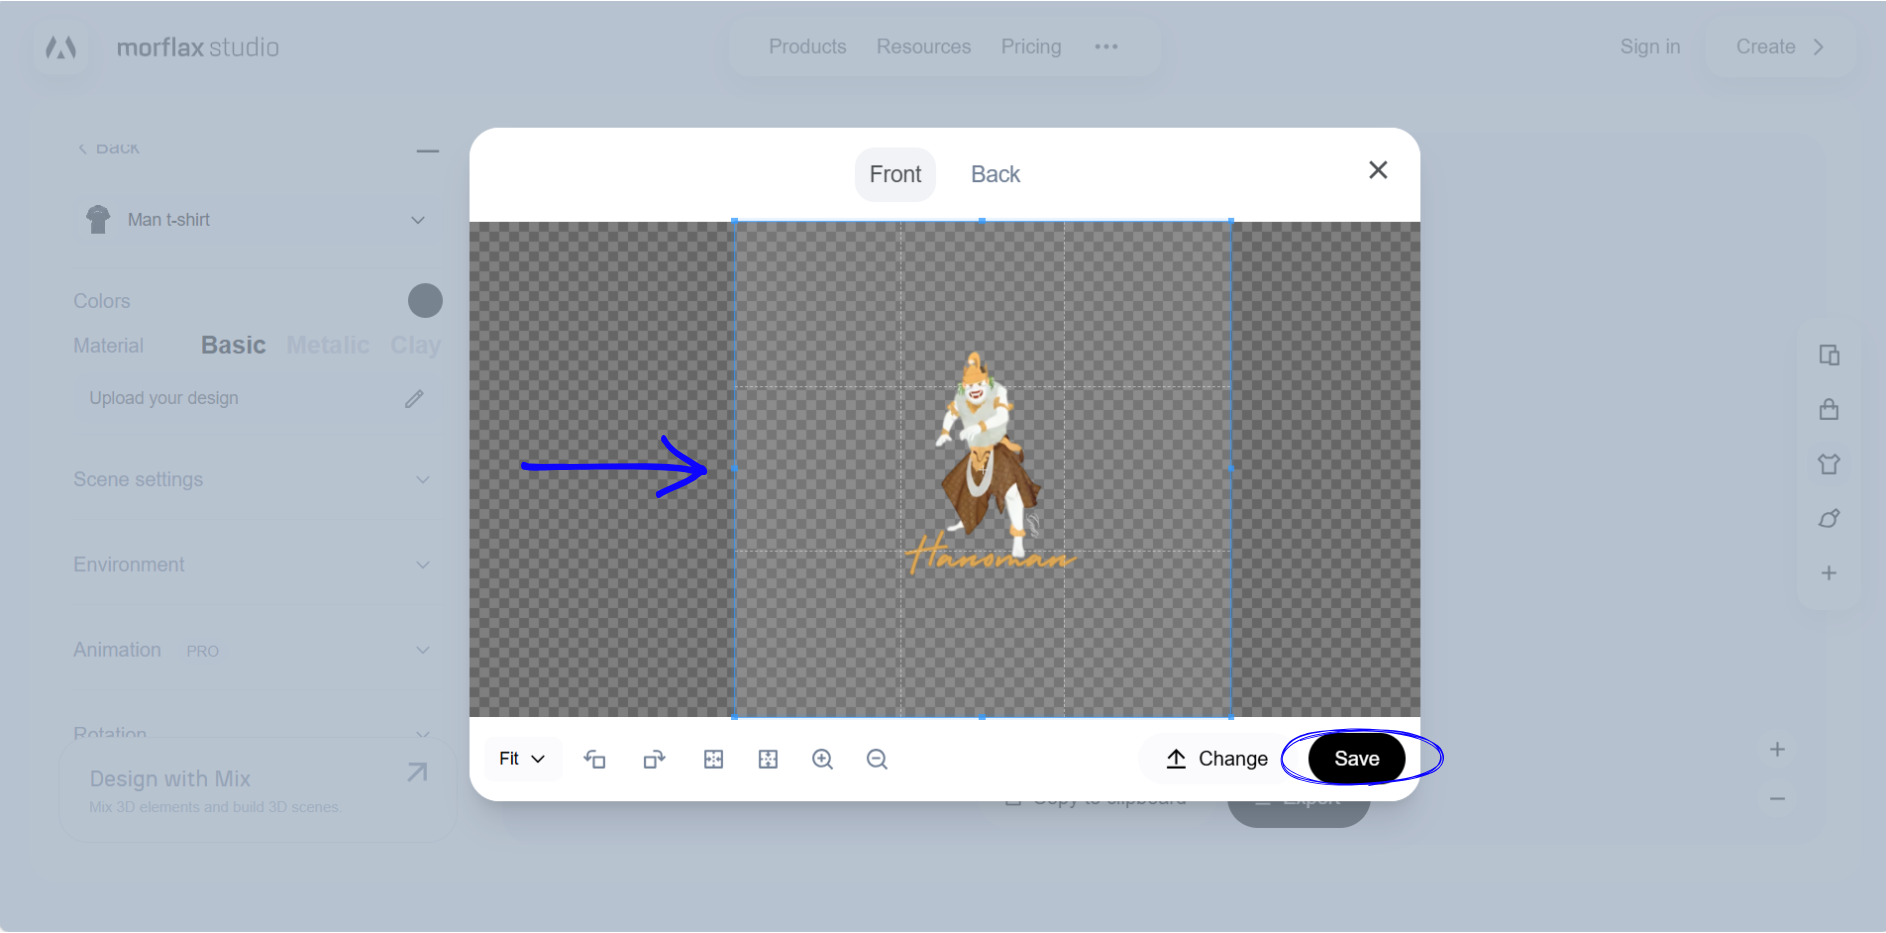 morflax studio
Products Resources Pricing
Sign in
Create
Back
Front
Back
Man t-shirt
Colors
Material Basic Metalic Clay
Upload your design
Scene settings
Environment
Animation PRO
Rotation
Design with Mix
Mix 3D elements and build 3D scenes.
Hanoman
Fit
Change
Save
Copy to clipboard
Export